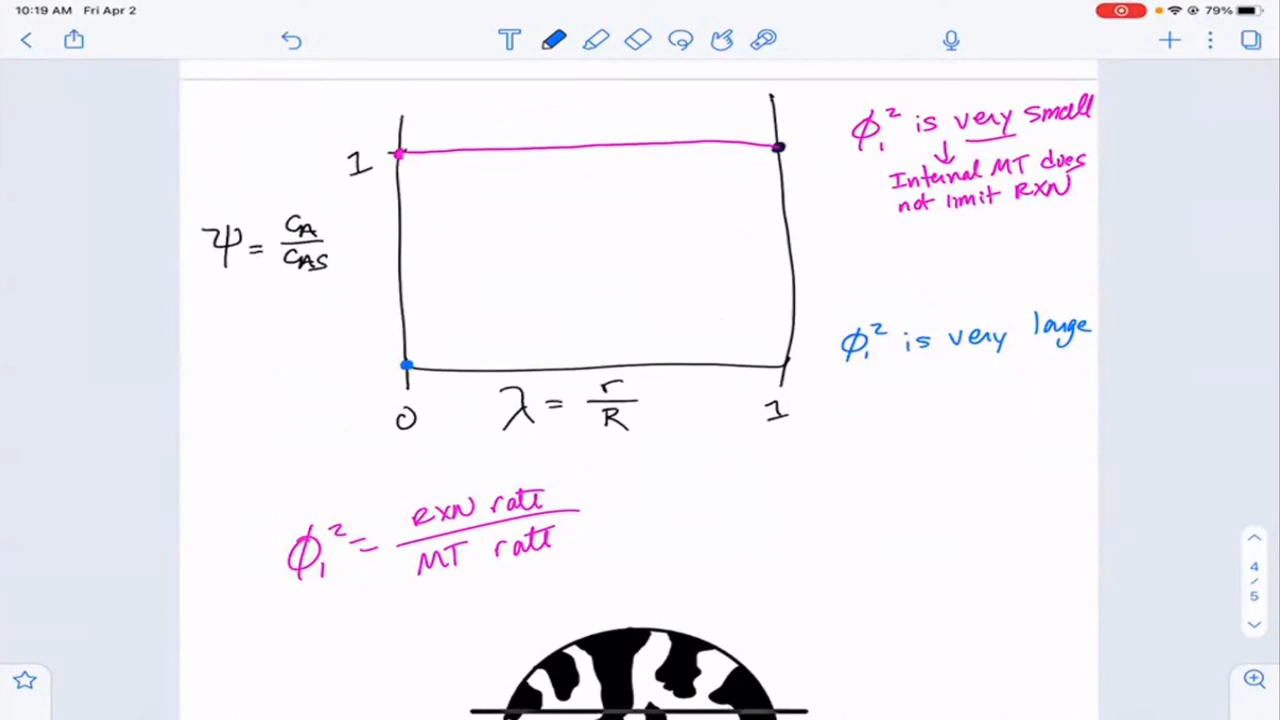 10:19 AM Fri Apr 2
79%
ϕ₁² is very small
Internal MT does
not limit RXN
1
ψ = C_A / C_AS
ϕ₁² is very large
0
λ = r / R
1
ϕ₁² = RXN rate / MT rate
4
/
5